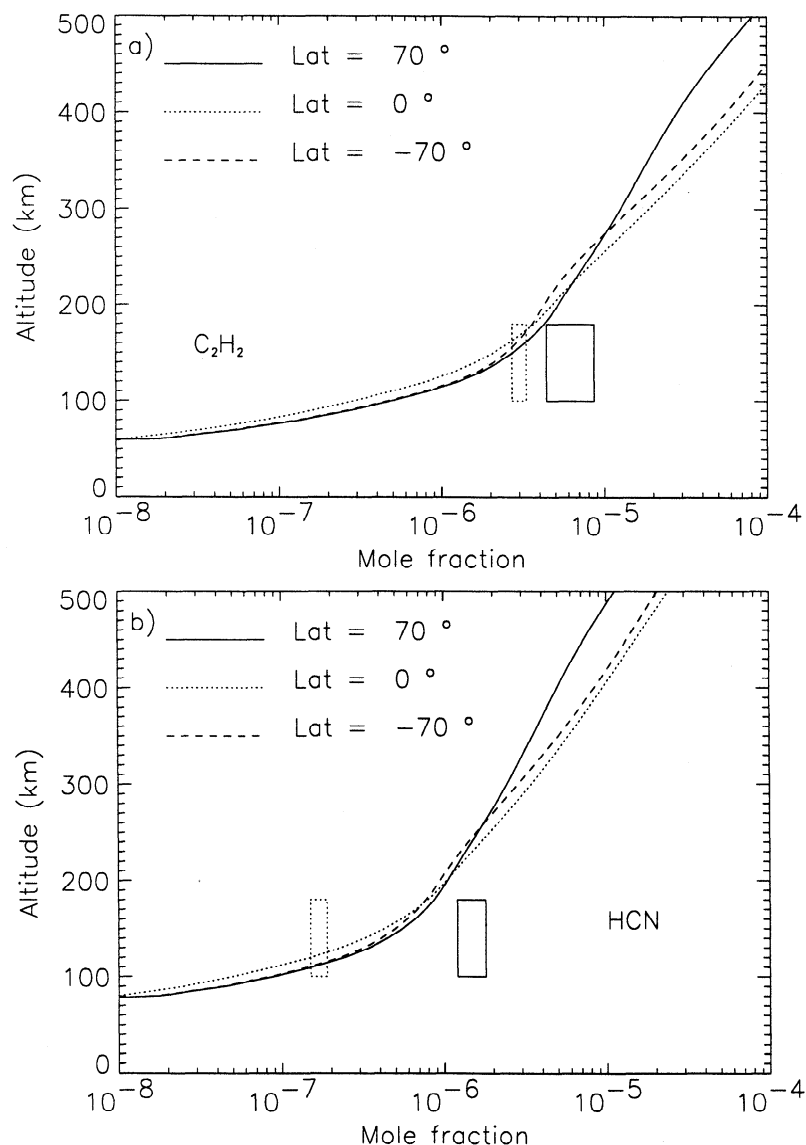 500
a)
Lat = 70 °
Lat = 0 °
Lat = −70 °
400
300
200
100
0
Altitude (km)
C₂H₂
10⁻⁸ 10⁻⁷ 10⁻⁶ 10⁻⁵ 10⁻⁴
Mole fraction
500
b)
Lat = 70 °
Lat = 0 °
Lat = −70 °
400
300
200
100
0
Altitude (km)
HCN
10⁻⁸ 10⁻⁷ 10⁻⁶ 10⁻⁵ 10⁻⁴
Mole fraction